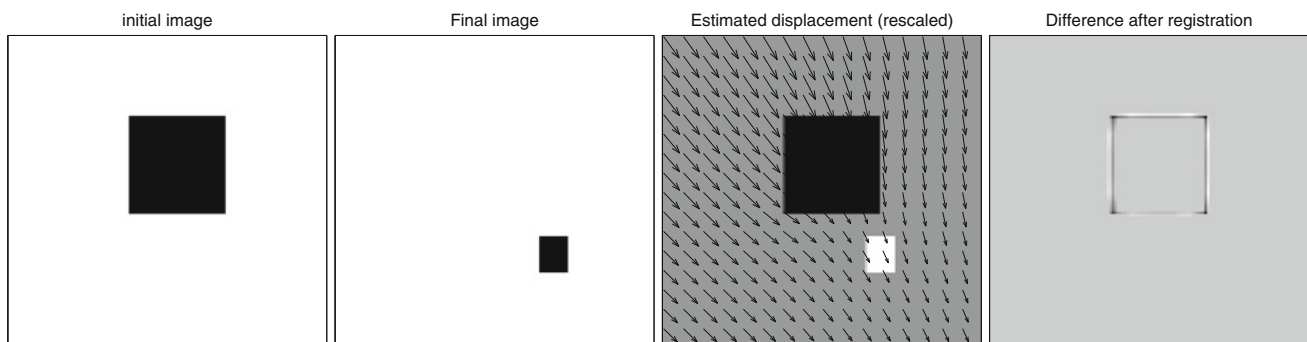 initial image
Final image
Estimated displacement (rescaled)
Difference after registration